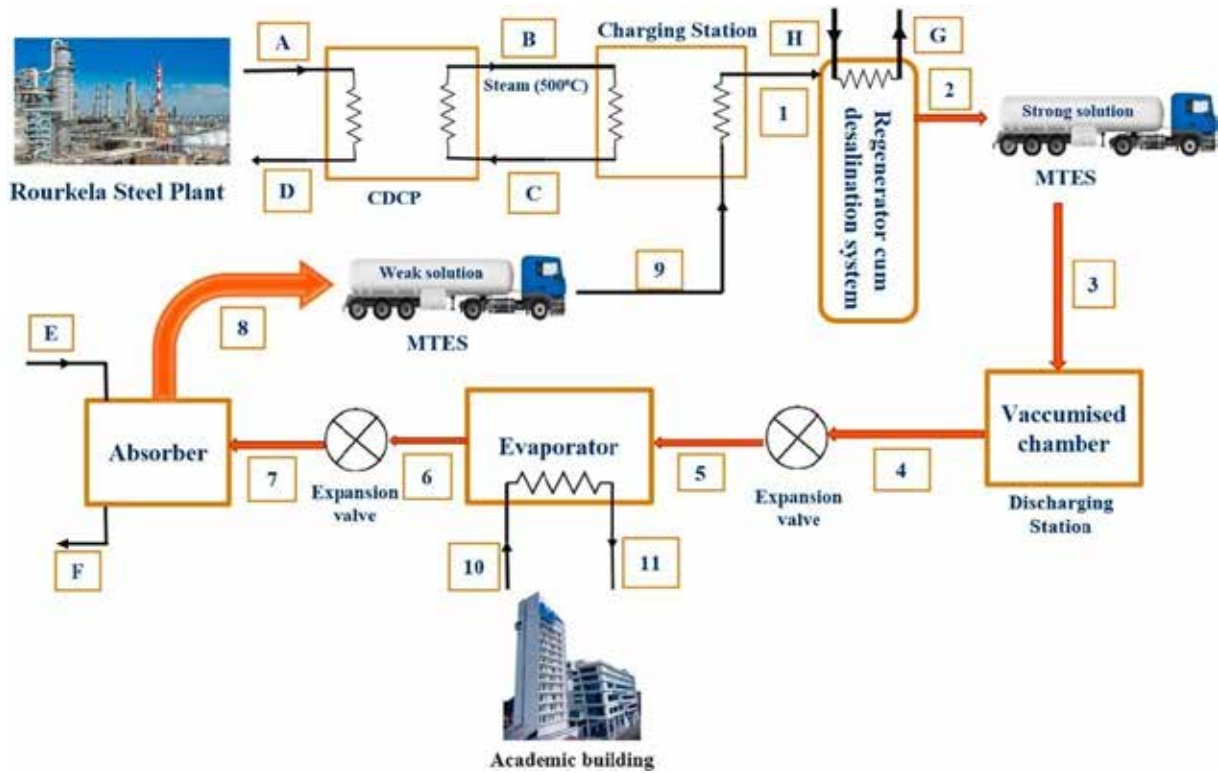 A
B
Charging Station
H
G
Steam (500°C)
1
2
Strong solution
Regenerator cum
desalination system
MTES
Rourkela Steel Plant
D
CDCP
C
Weak solution
9
3
8
MTES
E
Absorber
7
Expansion
valve
6
Evaporator
5
Expansion
valve
4
Vaccumised
chamber
Discharging
Station
F
10
11
Academic building